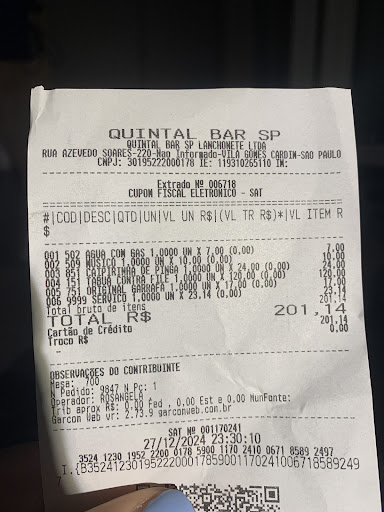 QUINTAL BAR SP
QUINTAL BAR SP LANCHONETE LTDA
RUA AZEVEDO SOARES-220-Nao Informado-VILA GOMES CARDIM-SAO PAULO
CNPJ: 30195222000178 IE: 119310265110 IM:
Extrado Nº 006718
CUPOM FISCAL ELETRONICO - SAT
#|COD|DESC|QTD|UN|VL UN R$|(VL TR R$)*|VL ITEM R
$
001 502 AGUA COM GAS 1.0000 UN X 7.00 (0,00) 7.00
002 509 MUSICO 1.0000 UN X 10.00 (0,00) 10.00
003 851 CAIPIRINHA DE PINGA 1.0000 UN X 24.00 (0,00) 24.00
004 151 TABUA CONTRA FILE 1.0000 UN X 120.00 (0,00) 120.00
005 751 ORIGINAL GARRAFA 1.0000 UN X 17.00 (0,00) 17.00
006 9999 SERVICO 1.0000 UN X 23.14 (0,00) 23.14
Total bruto de itens 201.14
TOTAL R$ 201,14
Cartão de Crédito 201.14
Troco R$ 0.00
OBSERVAÇÕES DO CONTRIBUINTE
Mesa: 700
N Pedido: 9847 N Pc: 1
Operador: ROSANGELA
Trib aprox R$: 0,00 Fed , 0,00 Est e 0,00 Mun Fonte:
Garcon Web vr: 2.73.9 garconweb.com.br
SAT Nº 001170241
27/12/2024 23:30:10
3524 1230 1952 2200 0178 5900 1170 2410 0671 8589 2497
.I.{B3524123019522200017859001170241006718589249
7